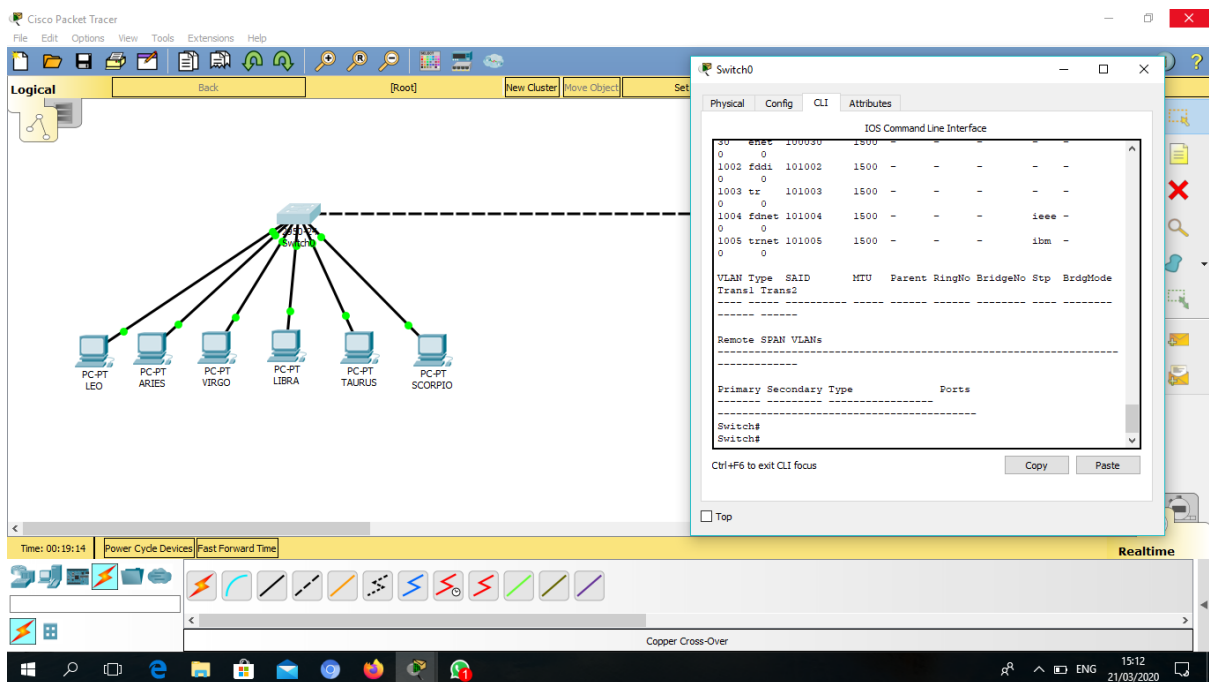 Cisco Packet Tracer
File Edit Options View Tools Extensions Help
Logical
Back
[Root]
New Cluster
Move Object
Set
Switch0
Physical Config CLI Attributes
IOS Command Line Interface
30 enet 100030 1500 - - - - -
0 0
1002 fddi 101002 1500 - - - - -
0 0
1003 tr 101003 1500 - - - - -
0 0
1004 fdnet 101004 1500 - - - ieee -
0 0
1005 trnet 101005 1500 - - - ibm -
0 0
VLAN Type SAID MTU Parent RingNo BridgeNo Stp BrdgMode
Trans1 Trans2
---- ----- ---------- ----- ------ ------ -------- ---- --------
------ ------
Remote SPAN VLANs
------------------------------------------------------------------
-------------
Primary Secondary Type Ports
------- --------- -----------------
------------------------------------------
Switch#
Switch#
Ctrl+F6 to exit CLI focus
Copy
Paste
Top
2950-24
Switch0
PC-PT
LEO
PC-PT
ARIES
PC-PT
VIRGO
PC-PT
LIBRA
PC-PT
TAURUS
PC-PT
SCORPIO
Time: 00:19:14
Power Cycle Devices
Fast Forward Time
Realtime
Copper Cross-Over
ENG
15:12
21/03/2020